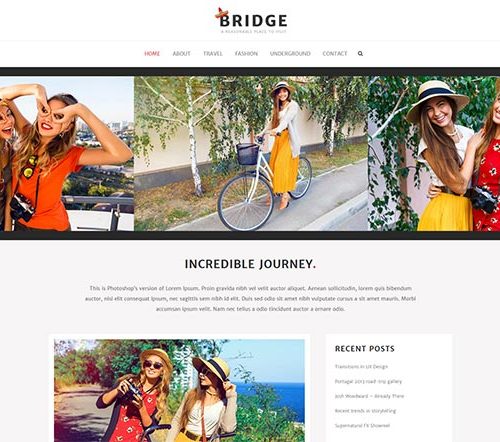 BRIDGE
A REASONABLE PLACE TO VISIT
HOME ABOUT TRAVEL FASHION UNDERGROUND CONTACT
INCREDIBLE JOURNEY.
This is Photoshop's version of Lorem Ipsum. Proin gravida nibh vel velit auctor aliquet. Aenean sollicitudin, lorem quis bibendum
auctor, nisi elit consequat ipsum, nec sagittis sem nibh id elit. Duis sed odio sit amet nibh vulputate cursus a sit amet mauris. Morbi
accumsan ipsum velit. Nam nec tellus a odio tincidunt auctor a ornare odio.
RECENT POSTS
Transitions in UX Design
Portugal 2013 road-trip gallery
Josh Woodward – Already There
Recent trends in storytelling
Supernatural FX Showreel